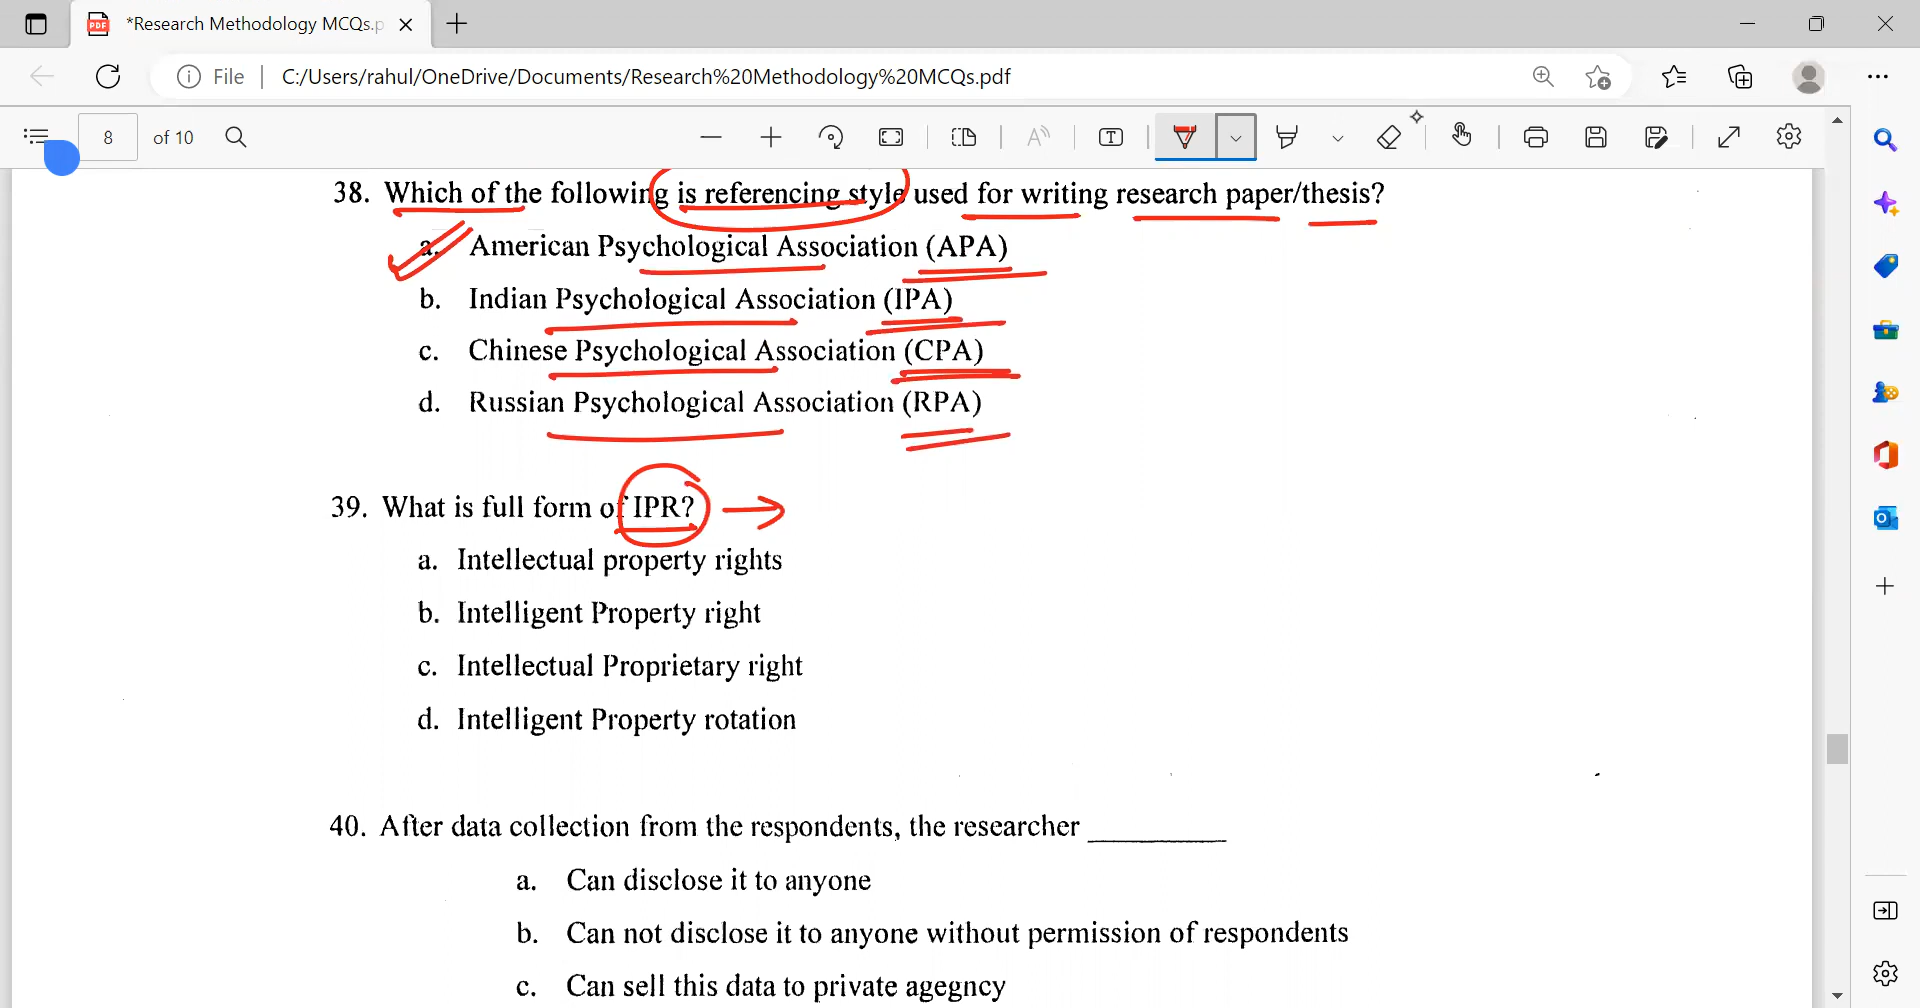 *Research Methodology MCQs.p
File
C:/Users/rahul/OneDrive/Documents/Research%20Methodology%20MCQs.pdf
8 of 10
38. Which of the following is referencing style used for writing research paper/thesis?
a. American Psychological Association (APA)
b. Indian Psychological Association (IPA)
c. Chinese Psychological Association (CPA)
d. Russian Psychological Association (RPA)
39. What is full form of IPR?
a. Intellectual property rights
b. Intelligent Property right
c. Intellectual Proprietary right
d. Intelligent Property rotation
40. After data collection from the respondents, the researcher __________
a. Can disclose it to anyone
b. Can not disclose it to anyone without permission of respondents
c. Can sell this data to private agegncy